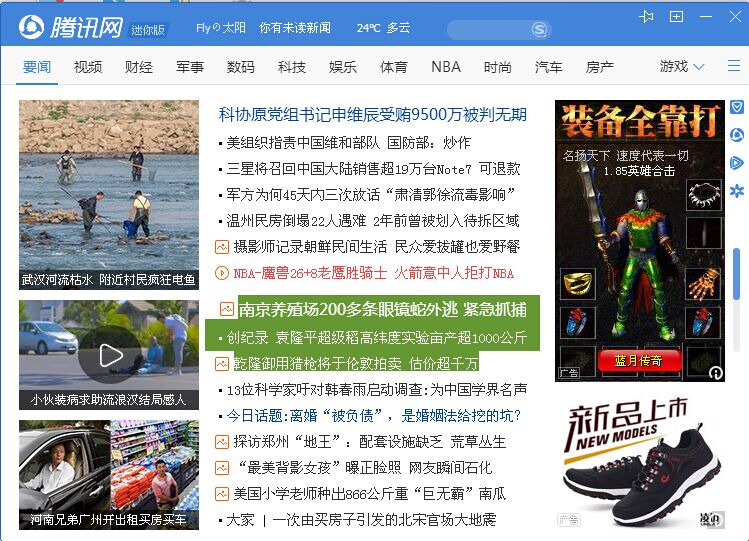 腾讯网 迷你版
Fly的太阳 你有未读新闻 24℃ 多云
要闻 视频 财经 军事 数码 科技 娱乐 体育 NBA 时尚 汽车 房产 游戏
科协原党组书记申维辰受贿9500万被判无期
美组织指责中国维和部队 国防部：炒作
三星将召回中国大陆销售超19万台Note7 可退款
军方为何45天内三次放话“肃清郭徐流毒影响”
温州民房倒塌22人遇难 2年前曾被划入待拆区域
摄影师记录朝鲜民间生活 民众爱拔罐也爱野餐
NBA-魔兽26+8老鹰胜骑士 火箭意中人拒打NBA
武汉河流枯水 附近村民疯狂电鱼
南京养殖场200多条眼镜蛇外逃 紧急抓捕
创纪录 袁隆平超级稻高纬度实验亩产超1000公斤
乾隆御用猎枪将于伦敦拍卖 估价超千万
13位科学家吁对韩春雨启动调查:为中国学界名声
今日话题:离婚“被负债”，是婚姻法给挖的坑？
小伙装病求助流浪汉结局感人
探访郑州“地王”：配套设施缺乏 荒草丛生
“最美背影女孩”曝正脸照 网友瞬间石化
美国小学老师种出866公斤重“巨无霸”南瓜
大家 | 一次由买房子引发的北宋官场大地震
河南兄弟广州开出租买房买车
装备全靠打
名扬天下 速度代表一切
1.85英雄合击
蓝月传奇
广告
新品上市
NEW MODELS
广告